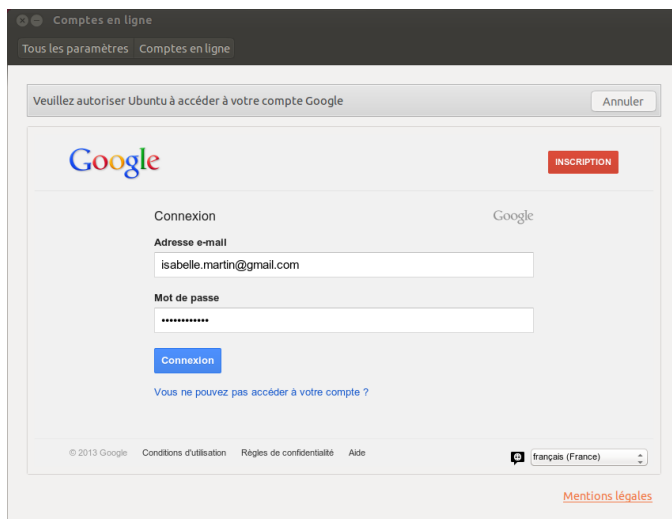 Comptes en ligne
Tous les paramètres Comptes en ligne
Veuillez autoriser Ubuntu à accéder à votre compte Google Annuler
Google INSCRIPTION
Connexion Google
Adresse e-mail
isabelle.martin@gmail.com
Mot de passe
••••••••••••
Connexion
Vous ne pouvez pas accéder à votre compte ?
© 2013 Google Conditions d'utilisation Règles de confidentialité Aide français (France)
Mentions légales